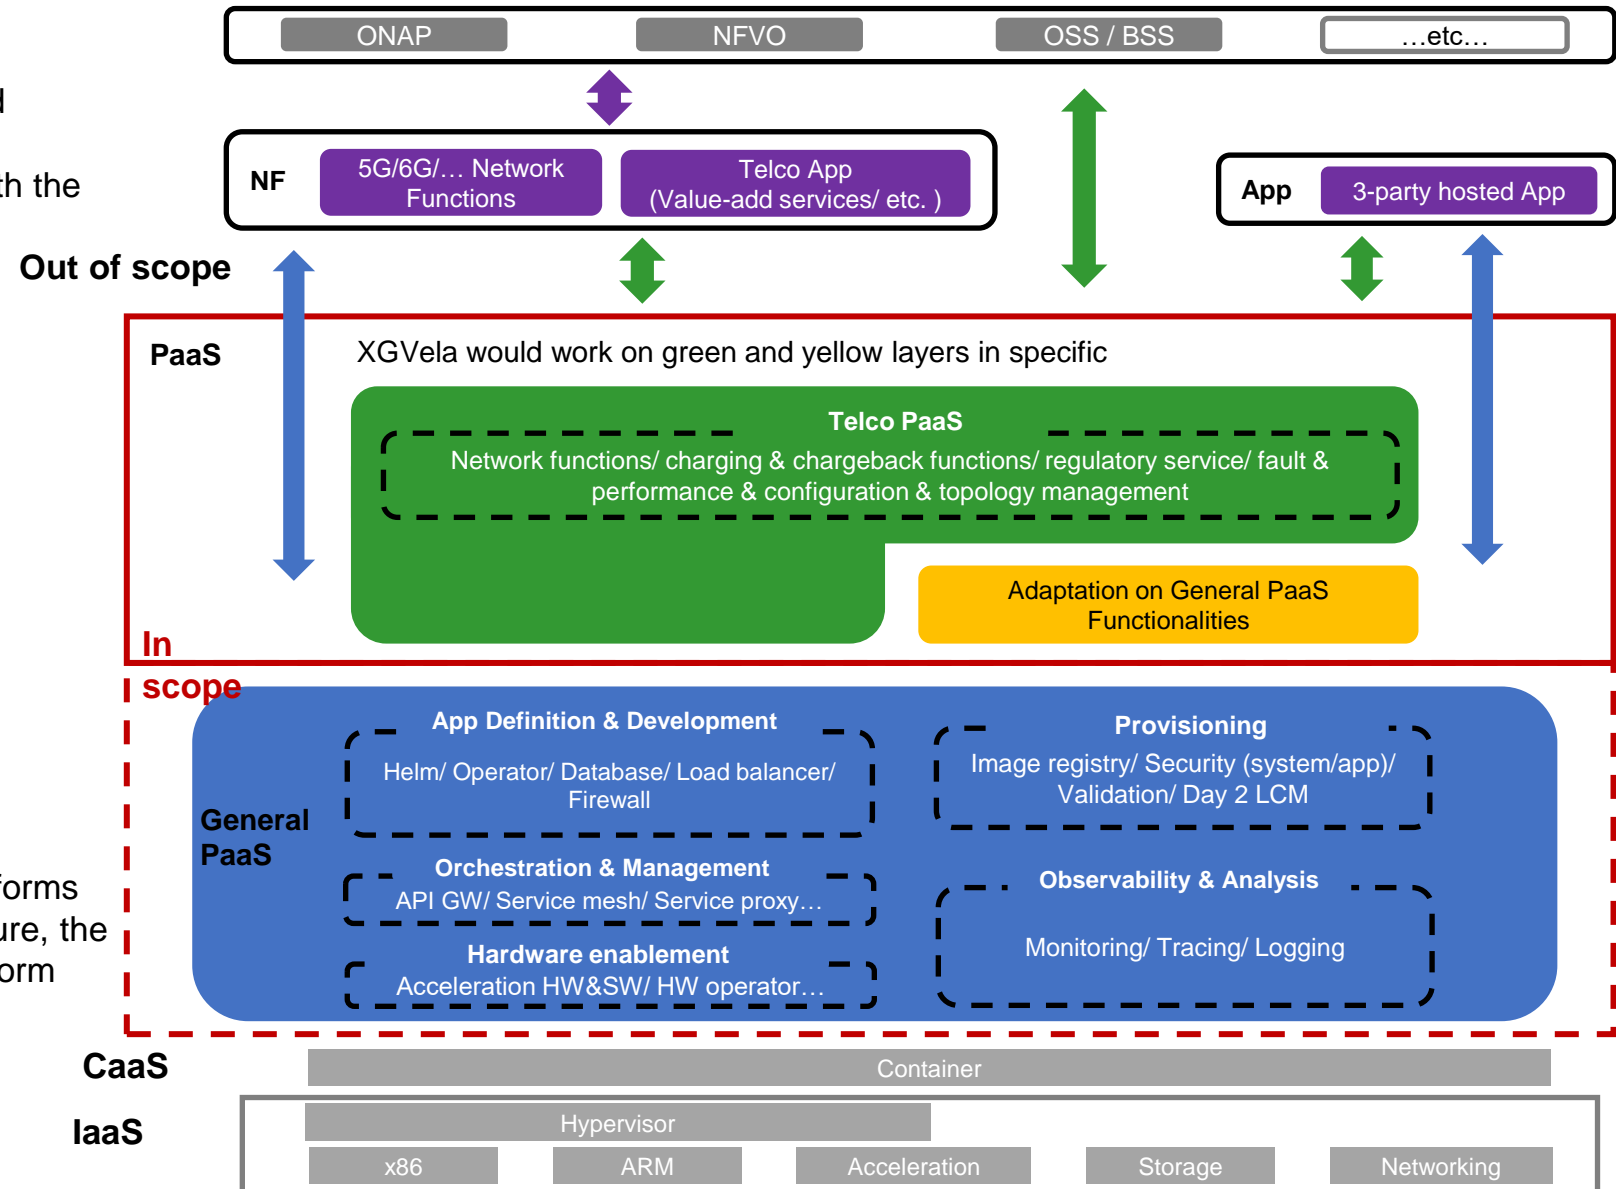 ONAP
NFVO
OSS / BSS
...etc...
th the
NF
5G/6G/... Network
Functions
Telco App
(Value-add services/ etc. )
App
3-party hosted App
Out of scope
PaaS
XGVela would work on green and yellow layers in specific
Telco PaaS
Network functions/ charging & chargeback functions/ regulatory service/ fault &
performance & configuration & topology management
Adaptation on General PaaS
Functionalities
In
scope
General
PaaS
App Definition & Development
Helm/ Operator/ Database/ Load balancer/
Firewall
Provisioning
Image registry/ Security (system/app)/
Validation/ Day 2 LCM
Orchestration & Management
API GW/ Service mesh/ Service proxy...
Observability & Analysis
Monitoring/ Tracing/ Logging
Hardware enablement
Acceleration HW&SW/ HW operator...
forms
ure, the
orm
CaaS
Container
IaaS
Hypervisor
x86
ARM
Acceleration
Storage
Networking